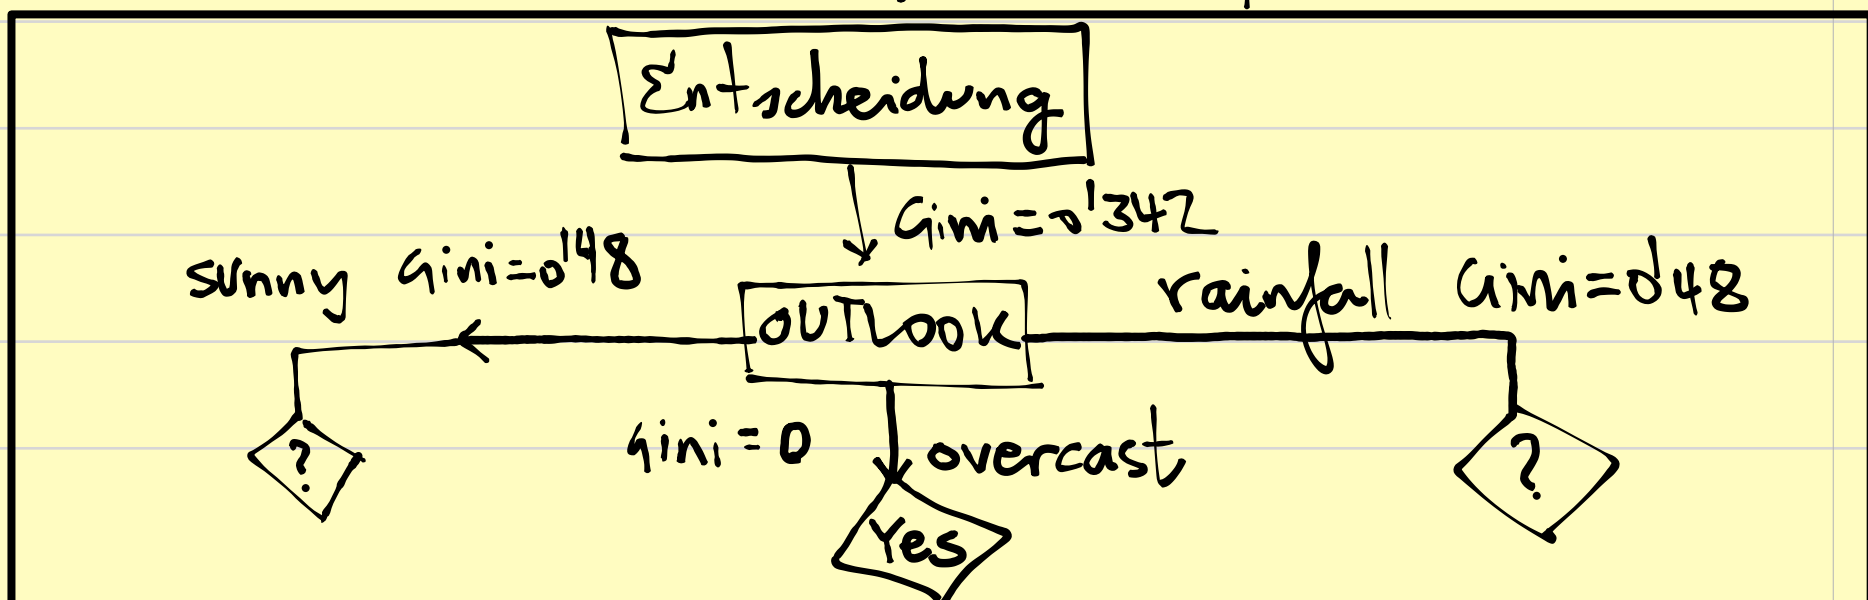 Entscheidung
Gini=0'342
sunny Gini=0'48
OUTLOOK
rainfall Gini=0'48
?
Gini=0
overcast
?
Yes